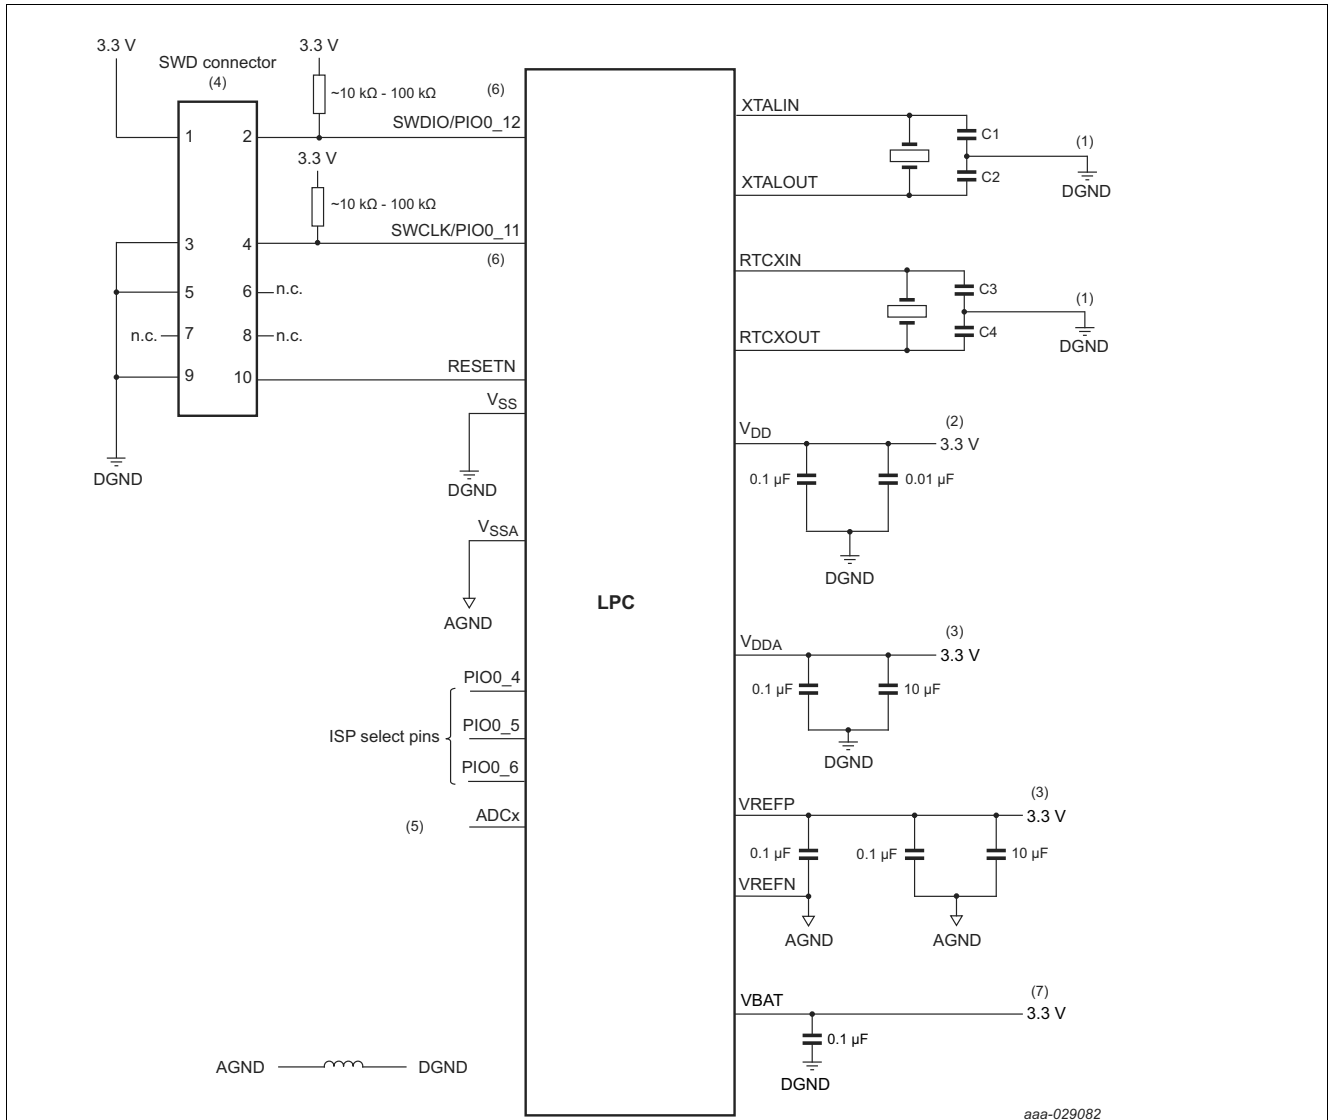 3.3 V
SWD connector
(4)
3.3 V
~10 kΩ - 100 kΩ
(6)
SWDIO/PIO0_12
1
2
3.3 V
~10 kΩ - 100 kΩ
SWCLK/PIO0_11
(6)
3
4
5
6
n.c.
n.c.
7
8
n.c.
9
10
RESETN
DGND
VSS
DGND
VSSA
AGND
PIO0_4
ISP select pins
PIO0_5
PIO0_6
(5)
ADCx
AGND
DGND
LPC
XTALIN
C1
(1)
C2
DGND
XTALOUT
RTCXIN
C3
(1)
C4
DGND
RTCXOUT
VDD
(2)
3.3 V
0.1 µF
0.01 µF
DGND
VDDA
(3)
3.3 V
0.1 µF
10 µF
DGND
VREFP
(3)
3.3 V
0.1 µF
0.1 µF
10 µF
VREFN
AGND
AGND
VBAT
(7)
3.3 V
0.1 µF
DGND
aaa-029082